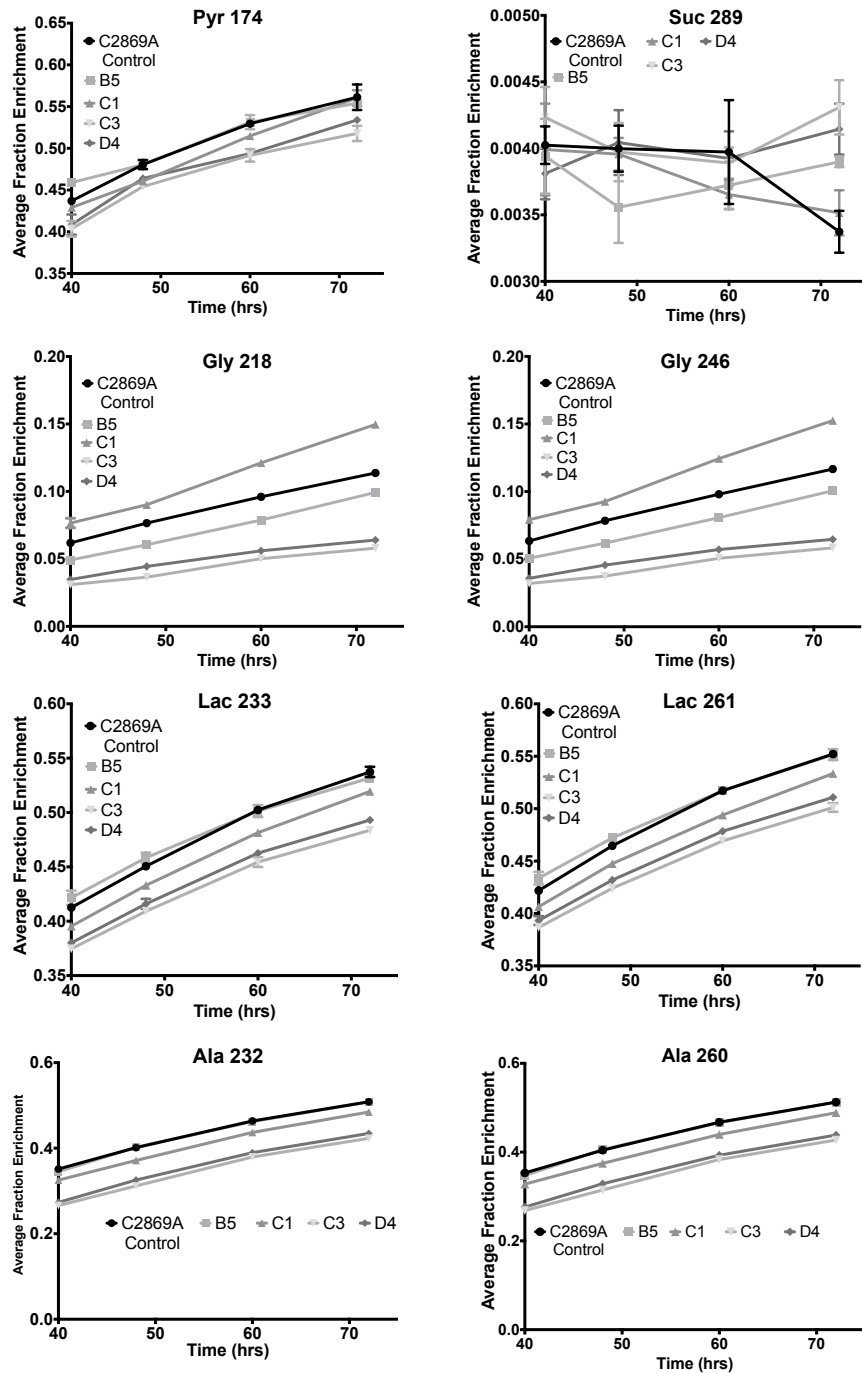 Pyr 174
Average Fraction Enrichment
0.65
0.60
0.55
0.50
0.45
0.40
0.35
C2869A
Control
B5
C1
C3
D4
40 50 60 70
Time (hrs)
Suc 289
Average Fraction Enrichment
0.0050
0.0045
0.0040
0.0035
0.0030
C2869A
Control
B5
C1
C3
D4
40 50 60 70
Time (hrs)
Gly 218
Average Fraction Enrichment
0.20
0.15
0.10
0.05
0.00
C2869A
Control
B5
C1
C3
D4
40 50 60 70
Time (hrs)
Gly 246
Average Fraction Enrichment
0.20
0.15
0.10
0.05
0.00
C2869A
Control
B5
C1
C3
D4
40 50 60 70
Time (hrs)
Lac 233
Average Fraction Enrichment
0.60
0.55
0.50
0.45
0.40
0.35
C2869A
Control
B5
C1
C3
D4
40 50 60 70
Time (hrs)
Lac 261
Average Fraction Enrichment
0.60
0.55
0.50
0.45
0.40
0.35
C2869A
Control
B5
C1
C3
D4
40 50 60 70
Time (hrs)
Ala 232
Average Fraction Enrichment
0.6
0.4
0.2
0.0
C2869A B5 C1 C3 D4
Control
40 50 60 70
Time (hrs)
Ala 260
Average Fraction Enrichment
0.6
0.4
0.2
0.0
C2869A B5 C1 C3 D4
Control
40 50 60 70
Time (hrs)